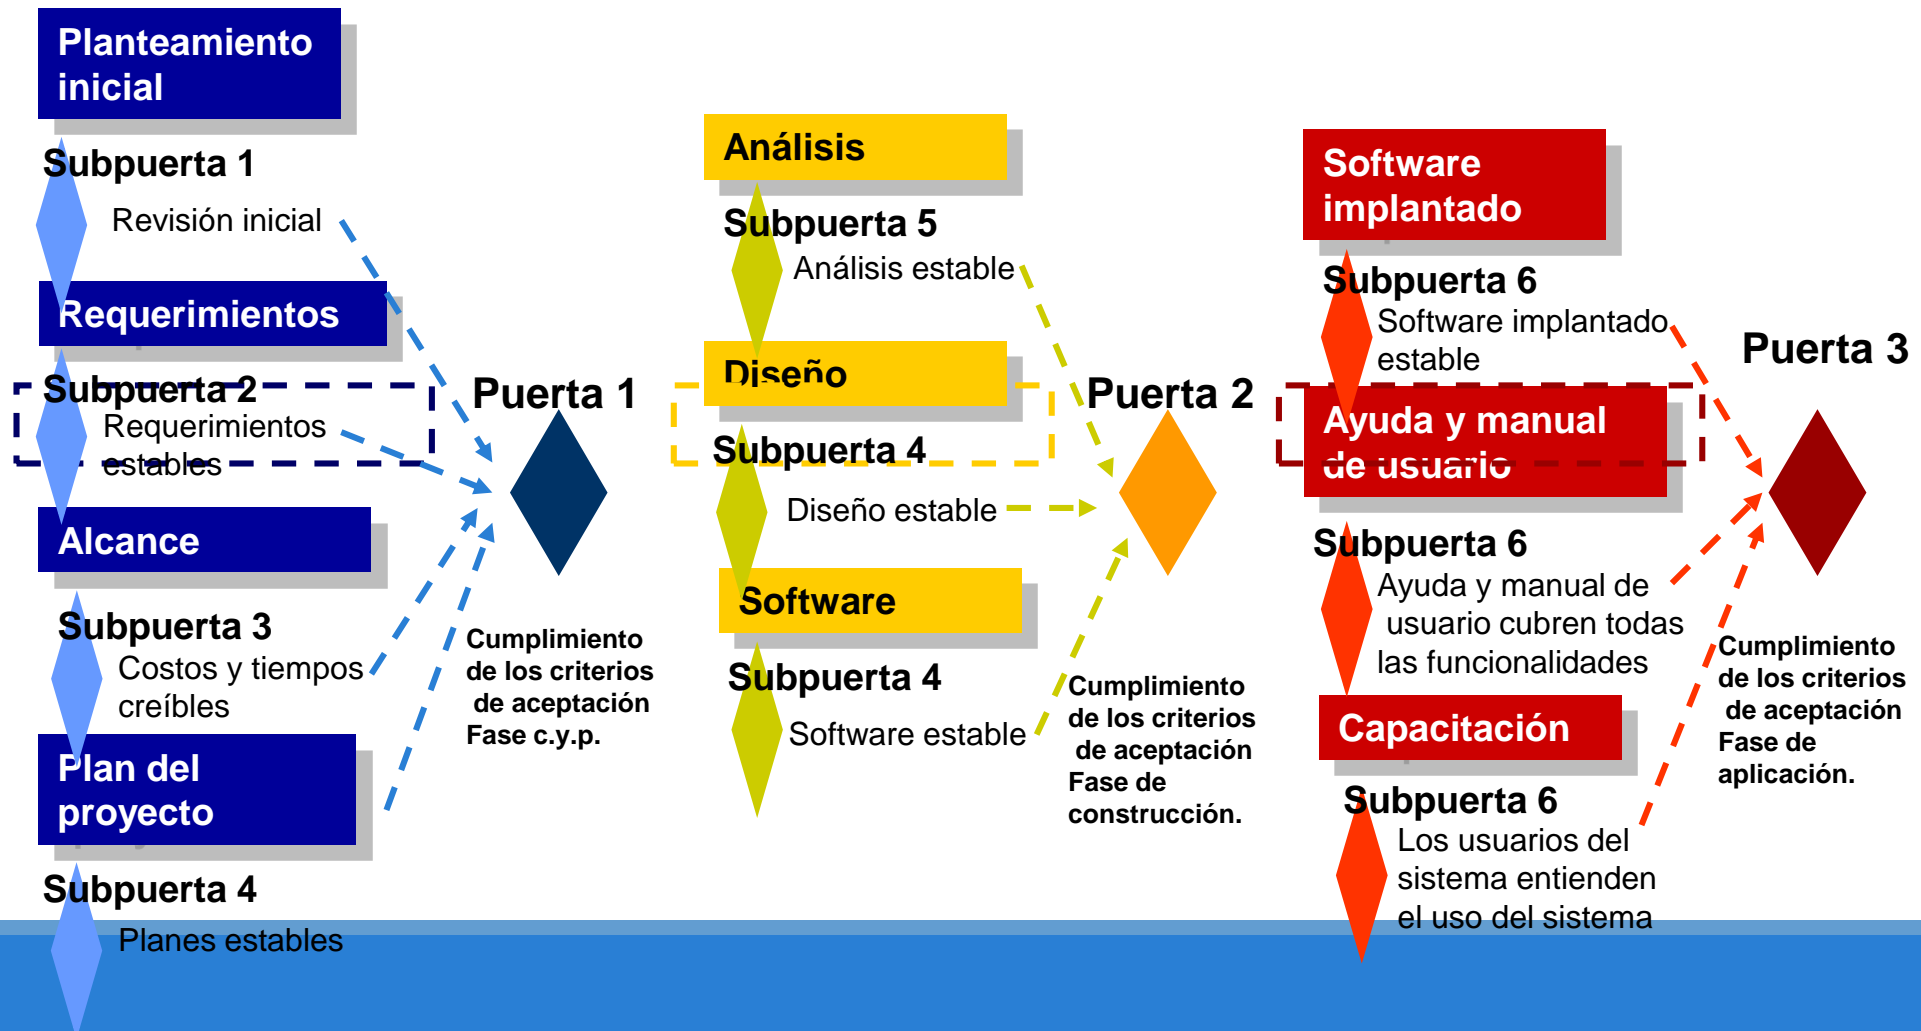 Planteamiento
inicial
Subpuerta 1
Revisión inicial
Requerimientos
Subpuerta 2
Requerimientos
estables
Alcance
Subpuerta 3
Costos y tiempos
creíbles
Plan del
proyecto
Subpuerta 4
Planes estables
Puerta 1
Cumplimiento
de los criterios
de aceptación
Fase c.y.p.
Análisis
Subpuerta 5
Análisis estable
Diseño
Subpuerta 4
Diseño estable
Software
Subpuerta 4
Software estable
Puerta 2
Cumplimiento
de los criterios
de aceptación
Fase de
construcción.
Software
implantado
Subpuerta 6
Software implantado
estable
Ayuda y manual
de usuario
Subpuerta 6
Ayuda y manual de
usuario cubren todas
las funcionalidades
Capacitación
Subpuerta 6
Los usuarios del
sistema entienden
el uso del sistema
Puerta 3
Cumplimiento
de los criterios
de aceptación
Fase de
aplicación.